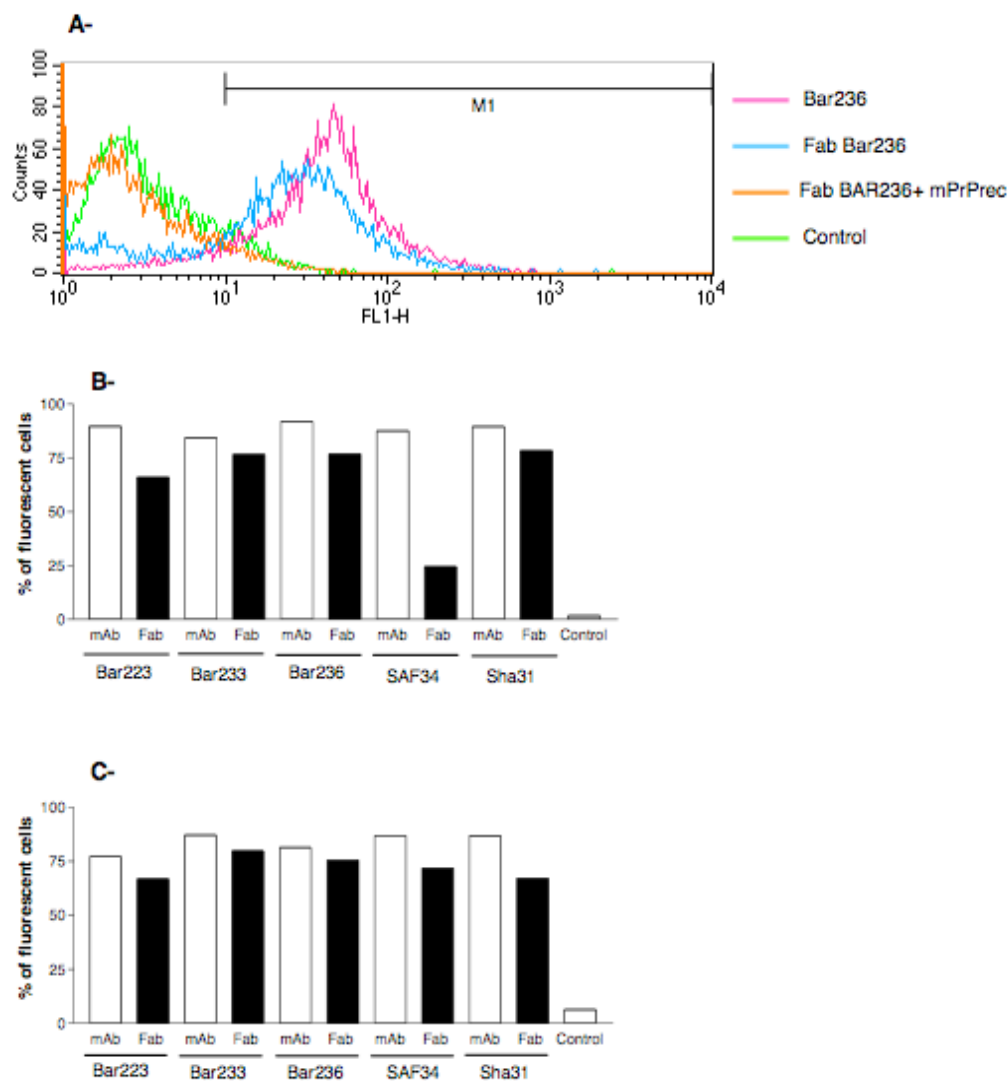 A-
100
80
60
40
20
0
Counts
M1
10^0 10^1 10^2 10^3 10^4
FL1-H
Bar236
Fab Bar236
Fab BAR236+ mPrPrec
Control
B-
% of fluorescent cells
100
75
50
25
0
mAb Fab mAb Fab mAb Fab mAb Fab mAb Fab Control
Bar223 Bar233 Bar236 SAF34 Sha31
C-
% of fluorescent cells
100
75
50
25
0
mAb Fab mAb Fab mAb Fab mAb Fab mAb Fab Control
Bar223 Bar233 Bar236 SAF34 Sha31